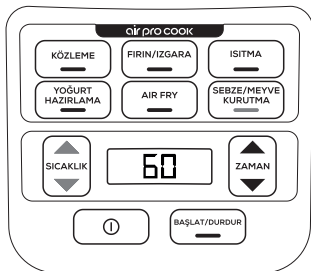 air pro cook
KÖZLEME
FIRIN/IZGARA
ISITMA
YOĞURT
HAZIRLAMA
AIR FRY
SEBZE/MEYVE
KURUTMA
SICAKLIK
60
ZAMAN
BAŞLAT/DURDUR